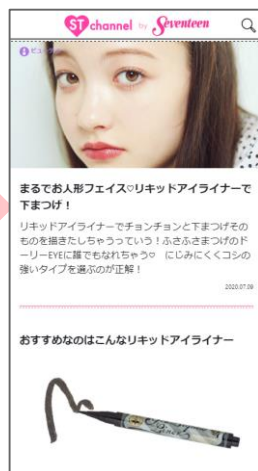 ST channel by Seventeen
まるでお人形フェイス♡リキッドアイライナーで
下まつげ！
リキッドアイライナーでチョンチョンと下まつげその
ものを描きたしちゃうっていう！ふさふさまつげのド
ーリーEYEに誰でもなれちゃう♡ にじみにくくコシの
強いタイプを選ぶのが正解！
2020.07.09
おすすめなのはこんなリキッドアイライナー